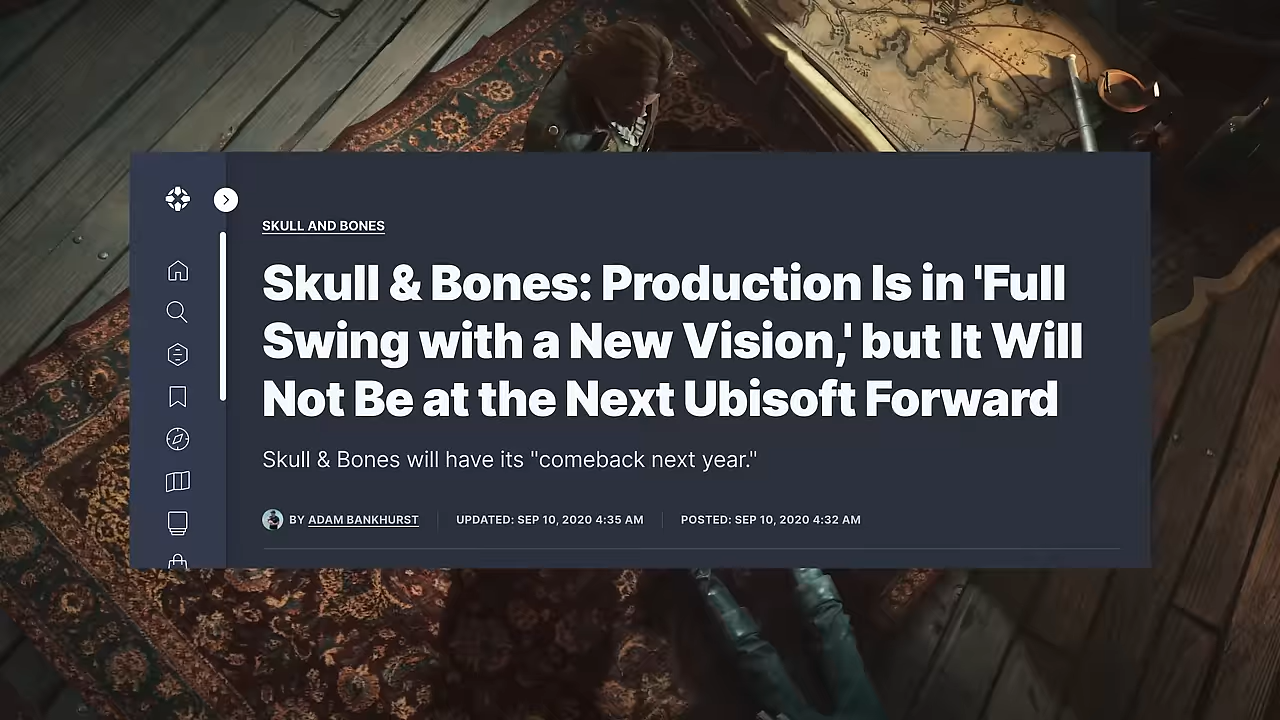 SKULL AND BONES
Skull & Bones: Production Is in 'Full
Swing with a New Vision,' but It Will
Not Be at the Next Ubisoft Forward
Skull & Bones will have its "comeback next year."
BY ADAM BANKHURST UPDATED: SEP 10, 2020 4:35 AM POSTED: SEP 10, 2020 4:32 AM